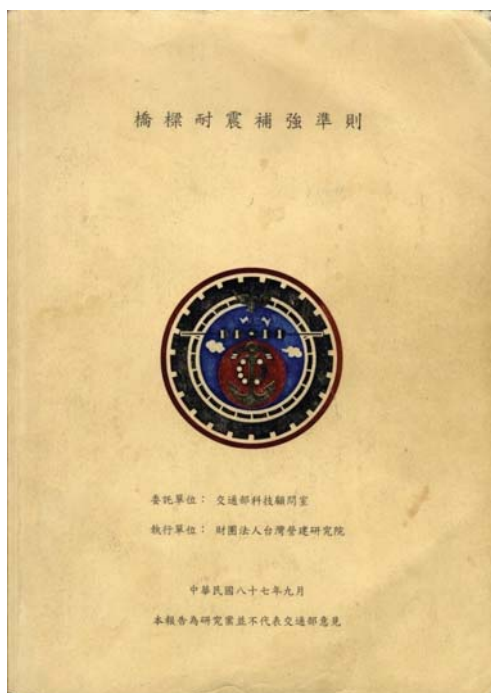 橋樑耐震補強準則
委託單位： 交通部科技顧問室
執行單位： 財團法人台灣營建研究院
中華民國八十七年九月
本報告為研究案並不代表交通部意見